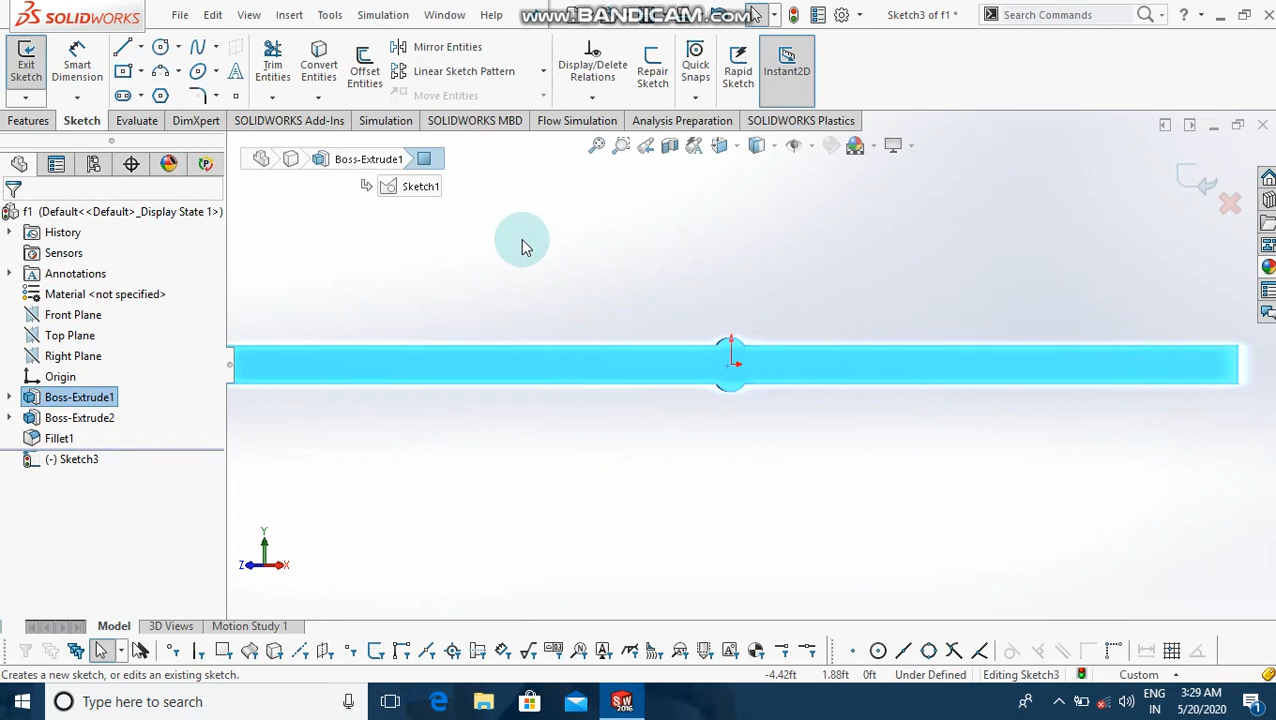 SOLIDWORKS File Edit View Insert Tools Simulation Window Help www.BANDICAM.com Sketch3 of f1 * Search Commands
Exit Sketch Smart Dimension Trim Entities Convert Entities Offset Entities Mirror Entities Linear Sketch Pattern Move Entities Display/Delete Relations Repair Sketch Quick Snaps Rapid Sketch Instant2D
Features Sketch Evaluate DimXpert SOLIDWORKS Add-Ins Simulation SOLIDWORKS MBD Flow Simulation Analysis Preparation SOLIDWORKS Plastics
Boss-Extrude1
Sketch1
f1 (Default<<Default>_Display State 1>)
History
Sensors
Annotations
Material <not specified>
Front Plane
Top Plane
Right Plane
Origin
Boss-Extrude1
Boss-Extrude2
Fillet1
(-) Sketch3
Y
Z X
Model 3D Views Motion Study 1
Creates a new sketch, or edits an existing sketch. -4.42ft 1.88ft 0ft Under Defined Editing Sketch3 Custom
Type here to search SW 2016 ENG IN 3:29 AM 5/20/2020 1